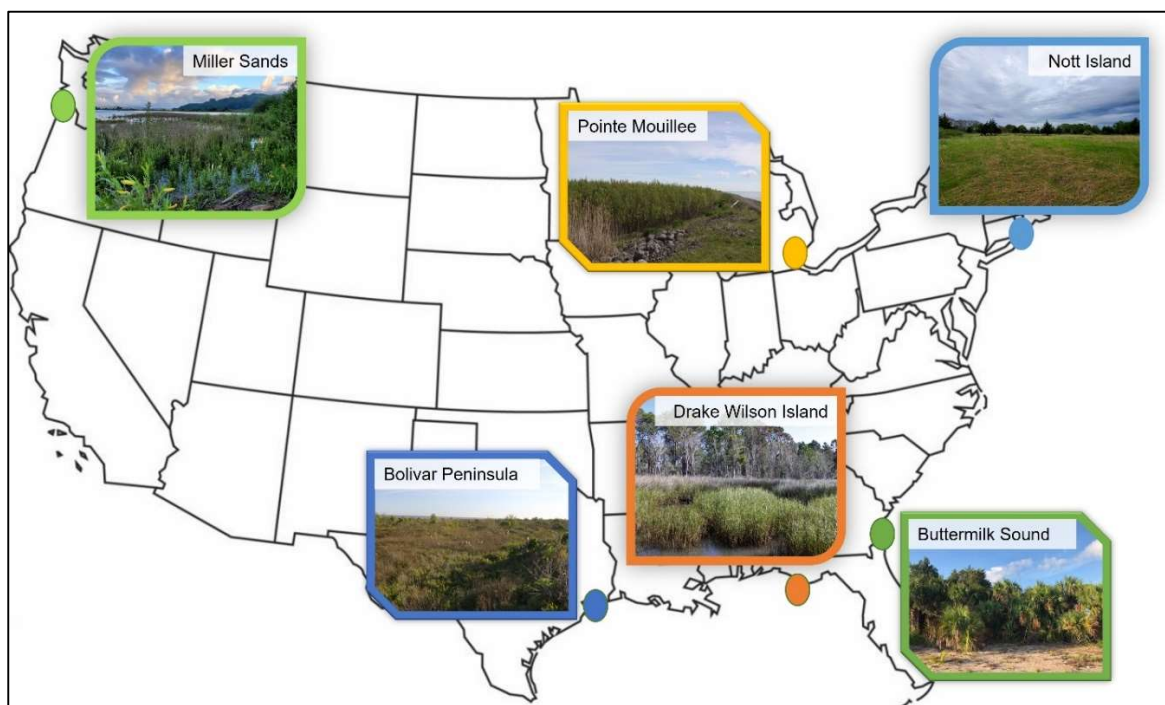 Miller Sands
Nott Island
Pointe Mouillee
Drake Wilson Island
Bolivar Peninsula
Buttermilk Sound